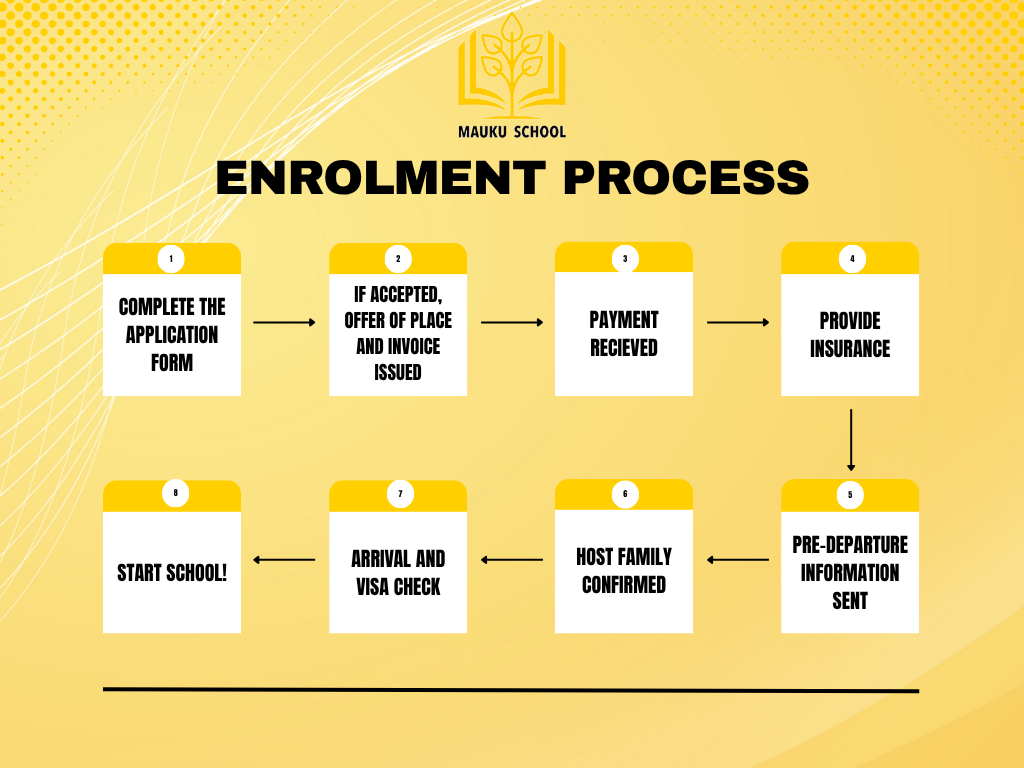 MAUKU SCHOOL
ENROLMENT PROCESS
1
COMPLETE THE
APPLICATION
FORM
2
IF ACCEPTED,
OFFER OF PLACE
AND INVOICE
ISSUED
3
PAYMENT
RECIEVED
4
PROVIDE
INSURANCE
5
PRE-DEPARTURE
INFORMATION
SENT
6
HOST FAMILY
CONFIRMED
7
ARRIVAL AND
VISA CHECK
8
START SCHOOL!